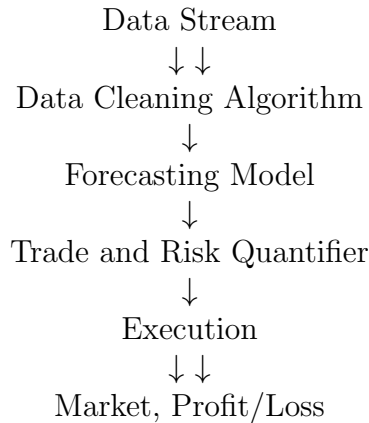 Data Stream
↓ ↓
Data Cleaning Algorithm
↓
Forecasting Model
↓
Trade and Risk Quantifier
↓
Execution
↓ ↓
Market, Profit/Loss